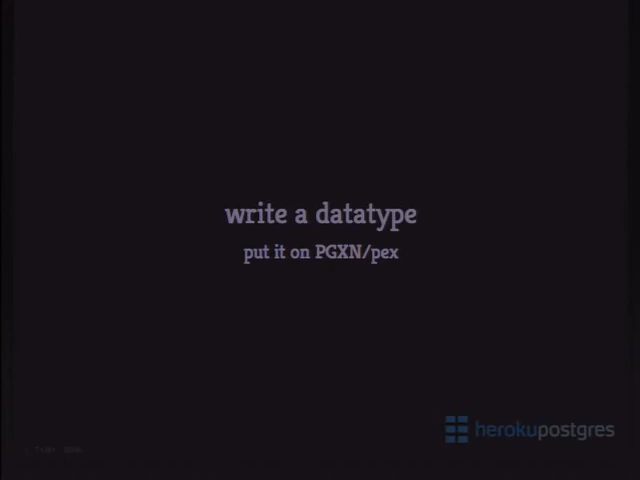 write a datatype
put it on PGXN/pex
herokupostgres